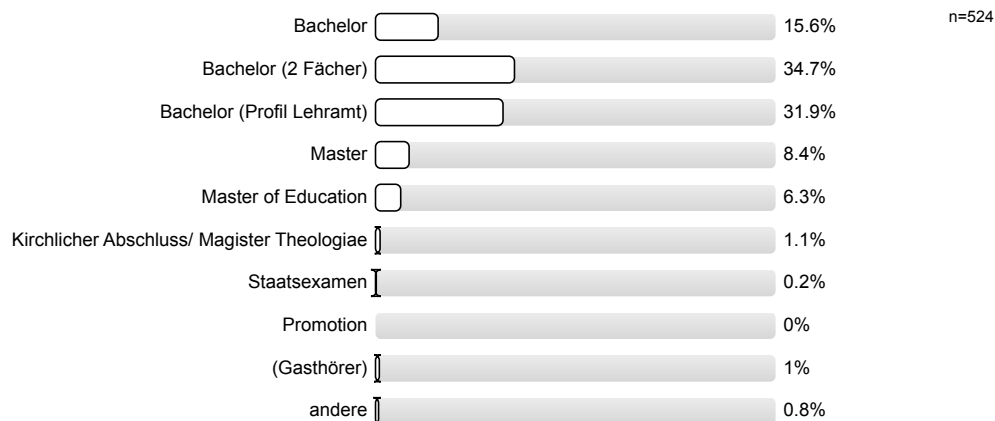 n=524
Bachelor 15.6%
Bachelor (2 Fächer) 34.7%
Bachelor (Profil Lehramt) 31.9%
Master 8.4%
Master of Education 6.3%
Kirchlicher Abschluss/ Magister Theologiae 1.1%
Staatsexamen 0.2%
Promotion 0%
(Gasthörer) 1%
andere 0.8%